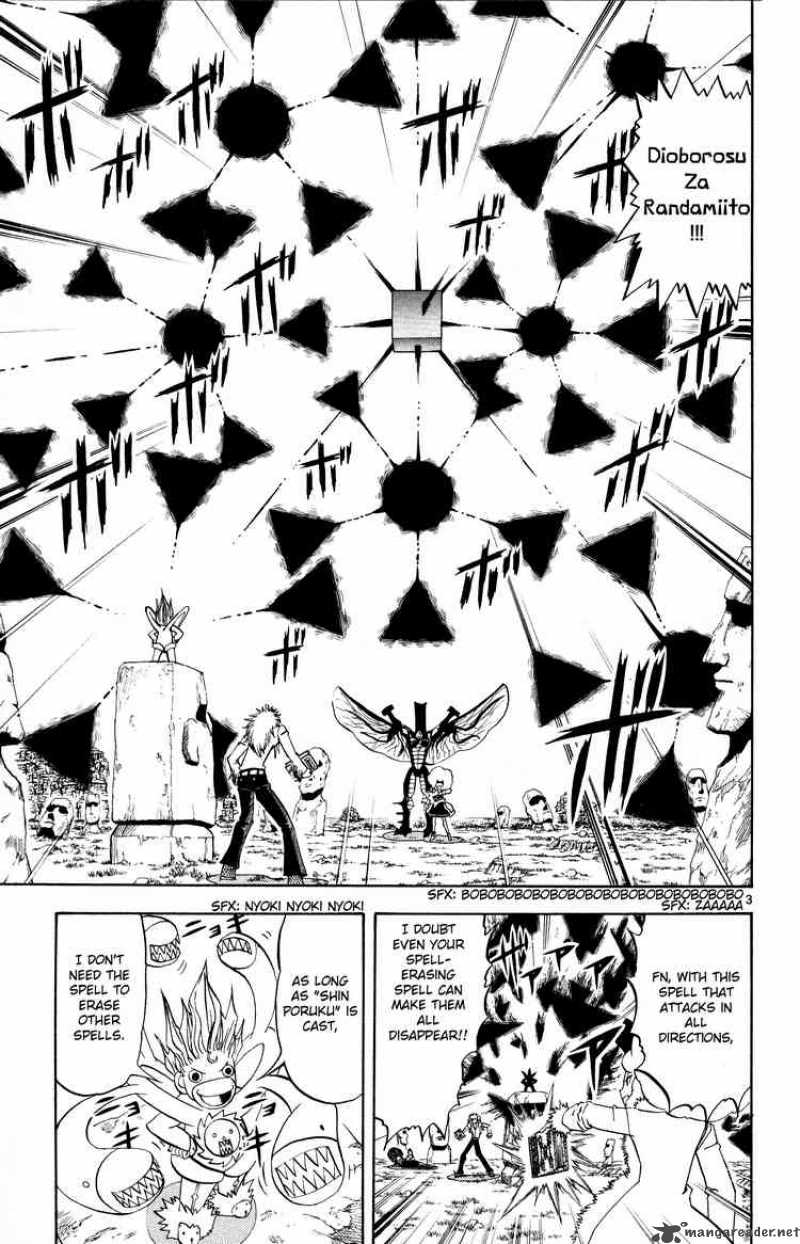 Dioborosu
Za
Randamiito
!!!
SFX: BOBOBOBOBOBOBOBOBOBOBOBOBOBOBOBO
SFX: ZAAAAA
3
FN, WITH THIS
SPELL THAT
ATTACKS IN
ALL
DIRECTIONS,
I DOUBT
EVEN YOUR
SPELL-
ERASING
SPELL CAN
MAKE THEM
ALL
DISAPPEAR!!
SFX: NYOKI NYOKI NYOKI
AS LONG
AS "SHIN
PORUKU" IS
CAST,
I DON'T
NEED THE
SPELL TO
ERASE
OTHER
SPELLS.
mangareader.net